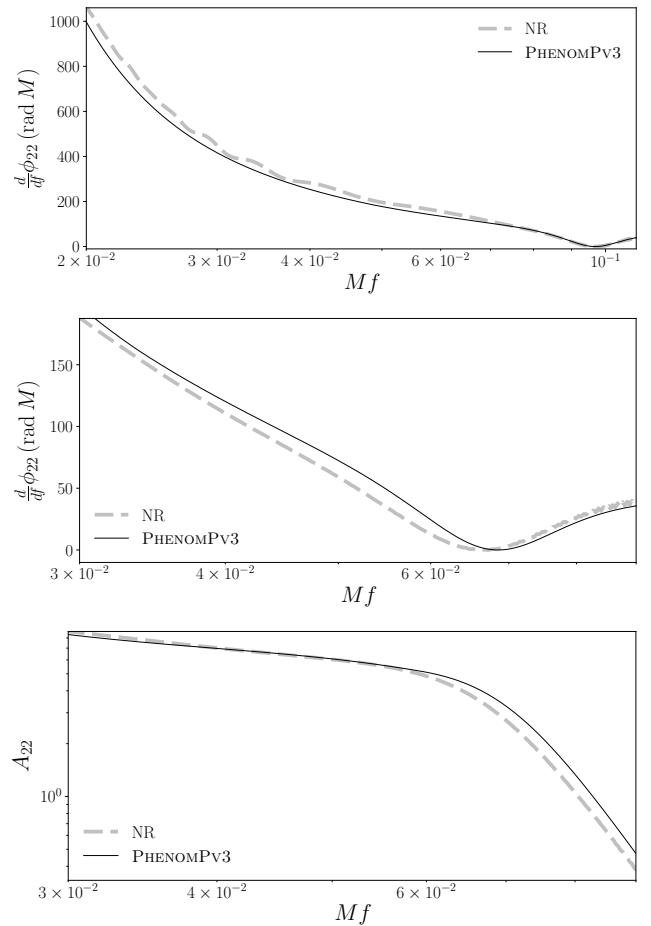 1000
800
600
400
200
0
d/df ϕ22 (rad M)
NR
PhenomPv3
2 × 10⁻² 3 × 10⁻² 4 × 10⁻² 6 × 10⁻² 10⁻¹
Mf
150
100
50
0
d/df ϕ22 (rad M)
NR
PhenomPv3
3 × 10⁻² 4 × 10⁻² 6 × 10⁻²
Mf
10⁰
A22
NR
PhenomPv3
3 × 10⁻² 4 × 10⁻² 6 × 10⁻²
Mf